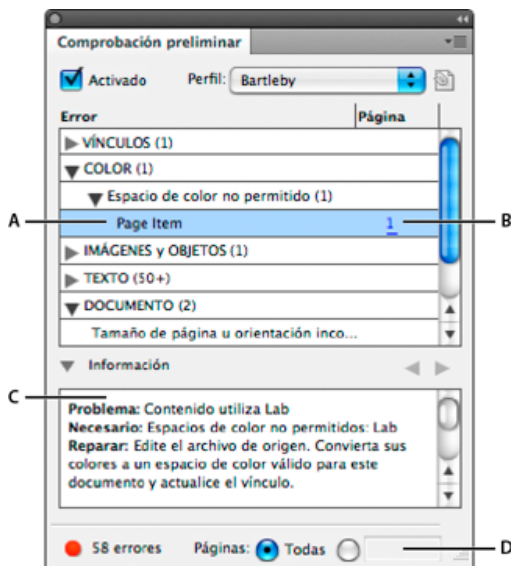 Comprobación preliminar
Activado Perfil: Bartleby
Error Página
VÍNCULOS (1)
COLOR (1)
Espacio de color no permitido (1)
A Page Item 1 B
IMÁGENES y OBJETOS (1)
TEXTO (50+)
DOCUMENTO (2)
Tamaño de página u orientación inco...
Información
C
Problema: Contenido utiliza Lab
Necesario: Espacios de color no permitidos: Lab
Reparar: Edite el archivo de origen. Convierta sus
colores a un espacio de color válido para este
documento y actualice el vínculo.
58 errores Páginas: Todas D